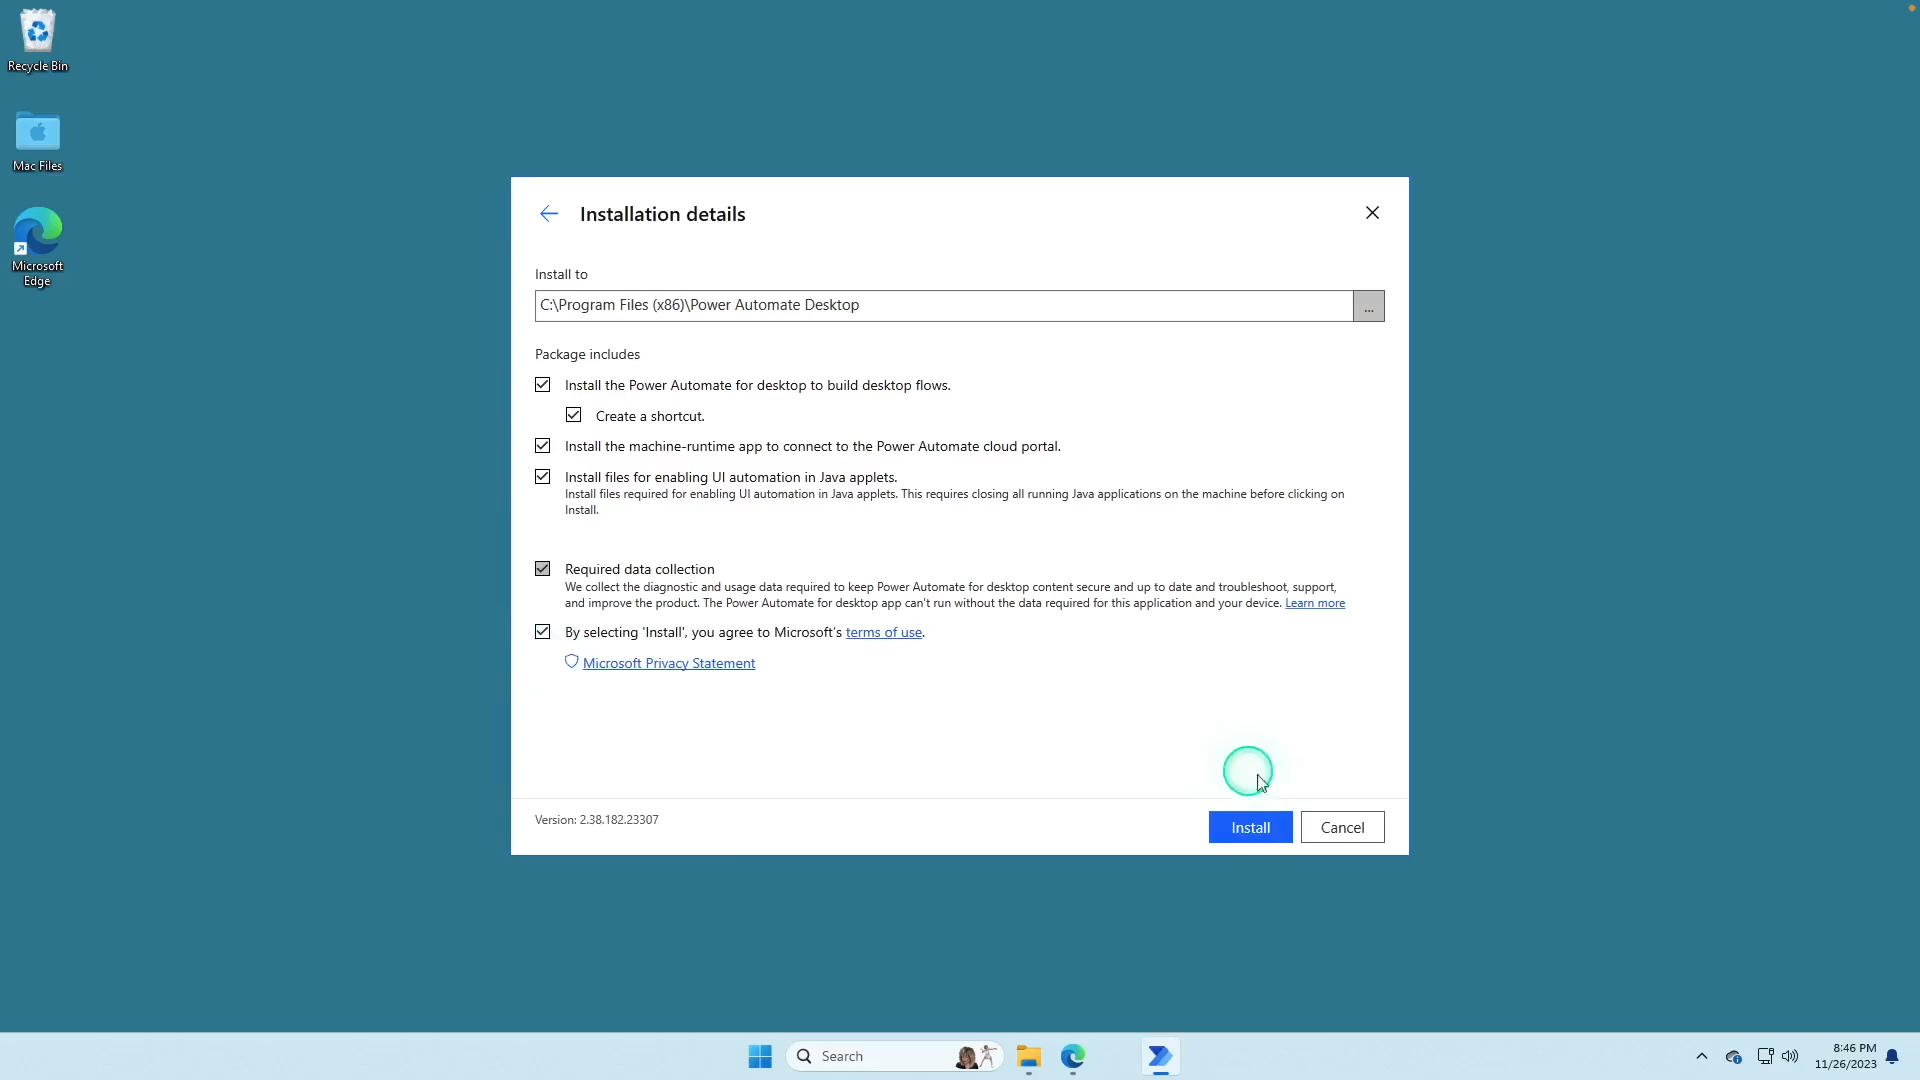 Recycle Bin
Mac Files
Microsoft
Edge
Installation details
Install to
C:\Program Files (x86)\Power Automate Desktop
...
Package includes
Install the Power Automate for desktop to build desktop flows.
Create a shortcut.
Install the machine-runtime app to connect to the Power Automate cloud portal.
Install files for enabling UI automation in Java applets.
Install files required for enabling UI automation in Java applets. This requires closing all running Java applications on the machine before clicking on
Install.
Required data collection
We collect the diagnostic and usage data required to keep Power Automate for desktop content secure and up to date and troubleshoot, support,
and improve the product. The Power Automate for desktop app can't run without the data required for this application and your device. Learn more
By selecting 'Install', you agree to Microsoft's terms of use.
Microsoft Privacy Statement
Version: 2.38.182.23307
Install
Cancel
Search
8:46 PM
11/26/2023